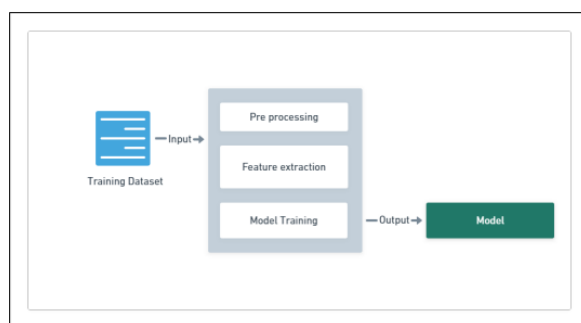 Pre processing
Input
Training Dataset
Feature extraction
Model Training
Output
Model